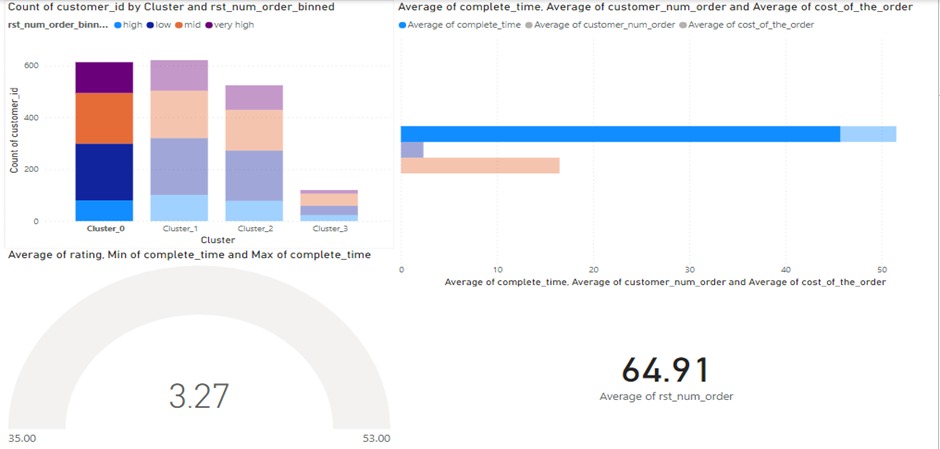 Count of customer_id by Cluster and rst_num_order_binned
rst_num_order_binn... high low mid very high
600
400
200
0
Count of customer_id
Cluster_0 Cluster_1 Cluster_2 Cluster_3
Cluster
Average of complete_time, Average of customer_num_order and Average of cost_of_the_order
Average of complete_time Average of customer_num_order Average of cost_of_the_order
0 10 20 30 40 50
Average of complete_time, Average of customer_num_order and Average of cost_of_the_order
Average of rating, Min of complete_time and Max of complete_time
3.27
35.00 53.00
64.91
Average of rst_num_order